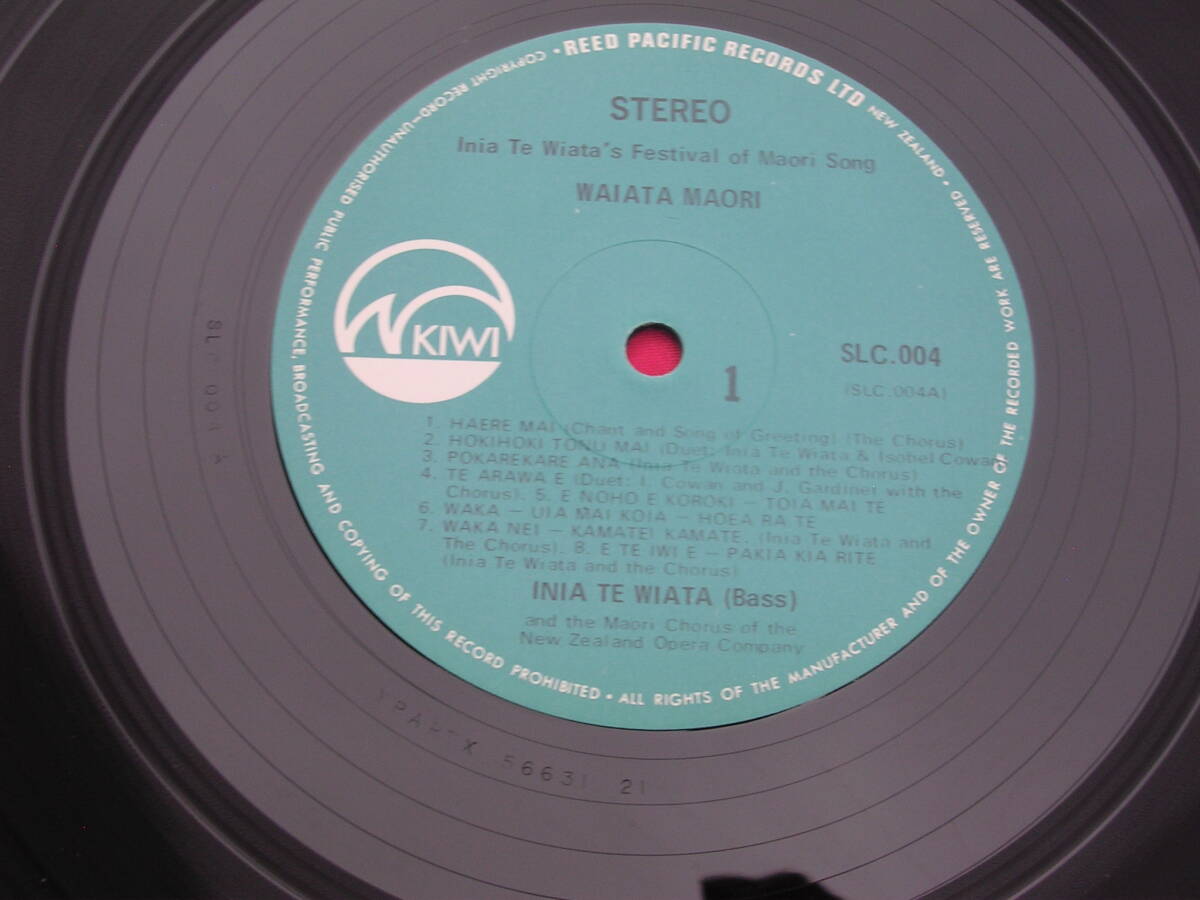 REED PACIFIC RECORDS LTD NEW ZEALAND • ALL RIGHTS OF THE MANUFACTURER AND OF THE OWNER OF THE RECORDED WORK ARE RESERVED • COPYRIGHT RECORD—UNAUTHORISED PUBLIC PERFORMANCE, BROADCASTING AND COPYING OF THIS RECORD PROHIBITED •
STEREO
Inia Te Wiata's Festival of Maori Song
WAIATA MAORI
KIWI
SLC.004
1
(SLC.004A)
1. HAERE MAI (Chant and Song of Greeting) (The Chorus)
2. HOKIHOKI TONU MAI (Duet: Inia Te Wiata & Isobel Cowan
3. POKAREKARE ANA (Inia Te Wiata and the Chorus)
4. TE ARAWA E (Duet: I. Cowan and J. Gardiner with the
Chorus). 5. E NOHO E KOROKI — TOIA MAI TE
6. WAKA — UIA MAI KOIA — HOEA RA TE
7. WAKA NEI — KAMATE! KAMATE. (Inia Te Wiata and
The Chorus). 8. E TE IWI E — PAKIA KIA RITE
(Inia Te Wiata and the Chorus)
INIA TE WIATA (Bass)
and the Maori Chorus of the
New Zealand Opera Company
004
X 56631 21